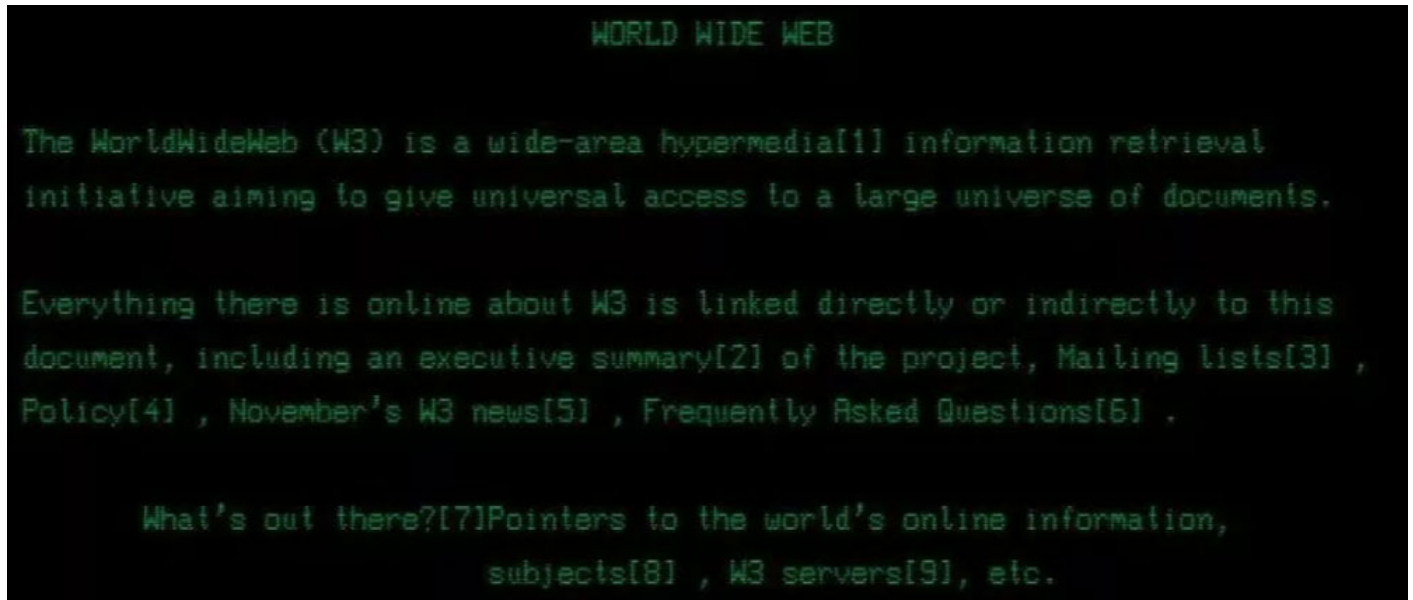 WORLD WIDE WEB
The WorldWideWeb (W3) is a wide-area hypermedia[1] information retrieval
initiative aiming to give universal access to a large universe of documents.
Everything there is online about W3 is linked directly or indirectly to this
document, including an executive summary[2] of the project, Mailing lists[3] ,
Policy[4] , November's W3 news[5] , Frequently Asked Questions[6] .
What's out there?[7]Pointers to the world's online information,
subjects[8] , W3 servers[9], etc.